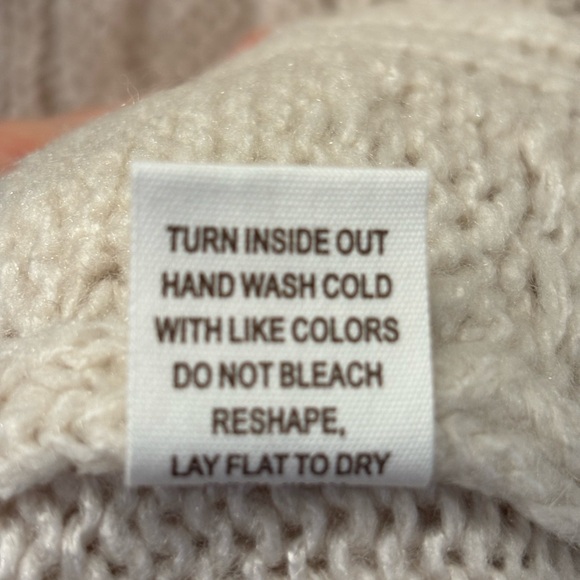 TURN INSIDE OUT
HAND WASH COLD
WITH LIKE COLORS
DO NOT BLEACH
RESHAPE,
LAY FLAT TO DRY